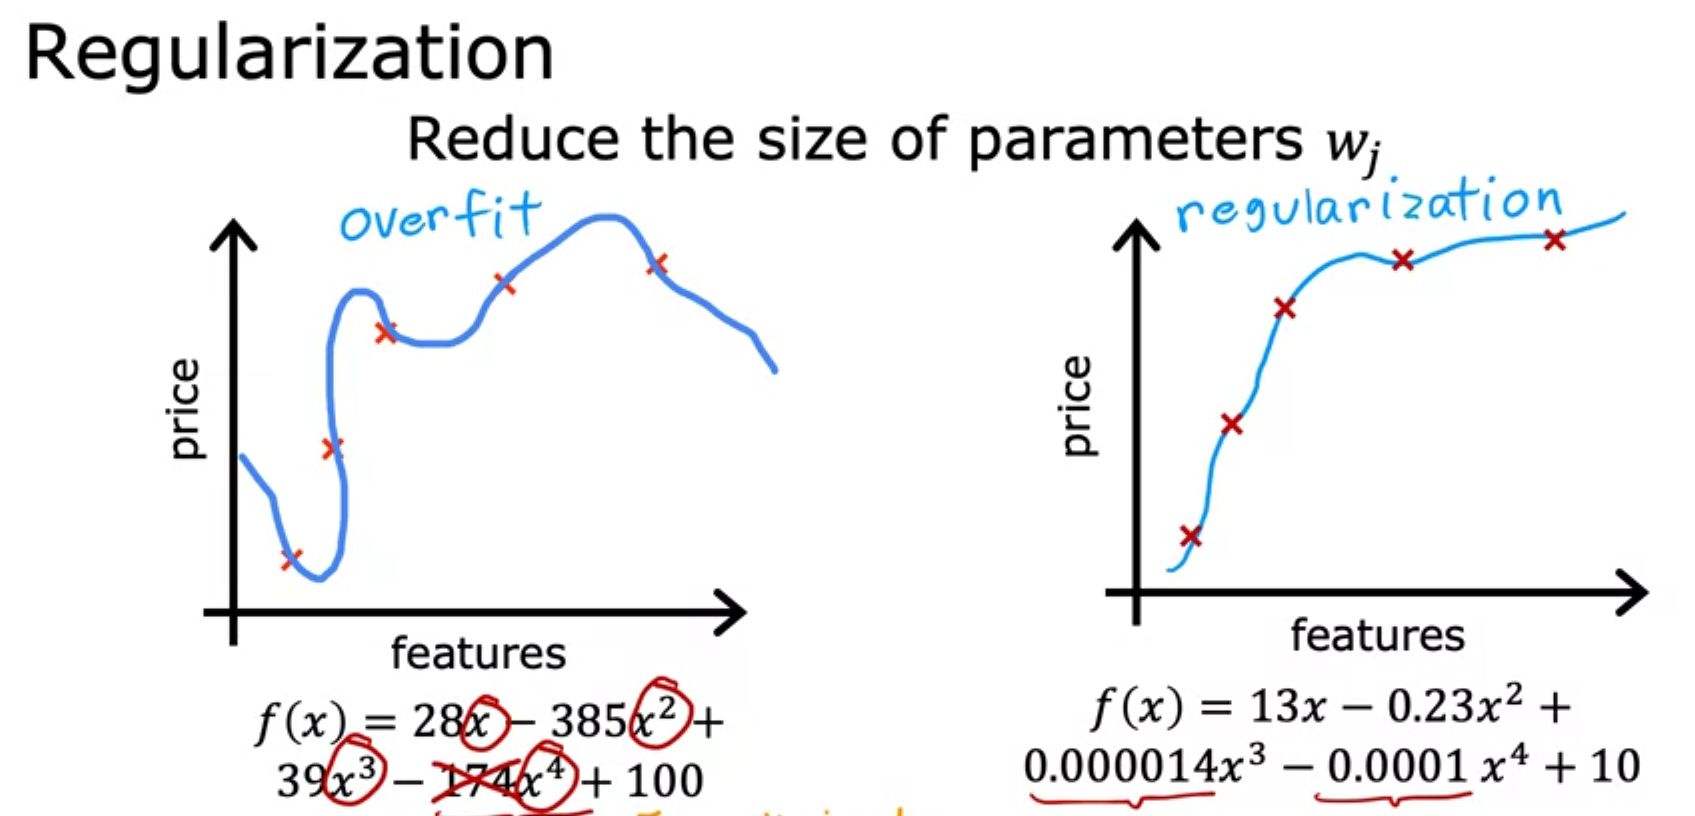 Regularization
Reduce the size of parameters w_j
overfit
price
features
f(x) = 28x − 385x² +
39x³ − 174x⁴ + 100
regularization
price
features
f(x) = 13x − 0.23x² +
0.000014x³ − 0.0001 x⁴ + 10